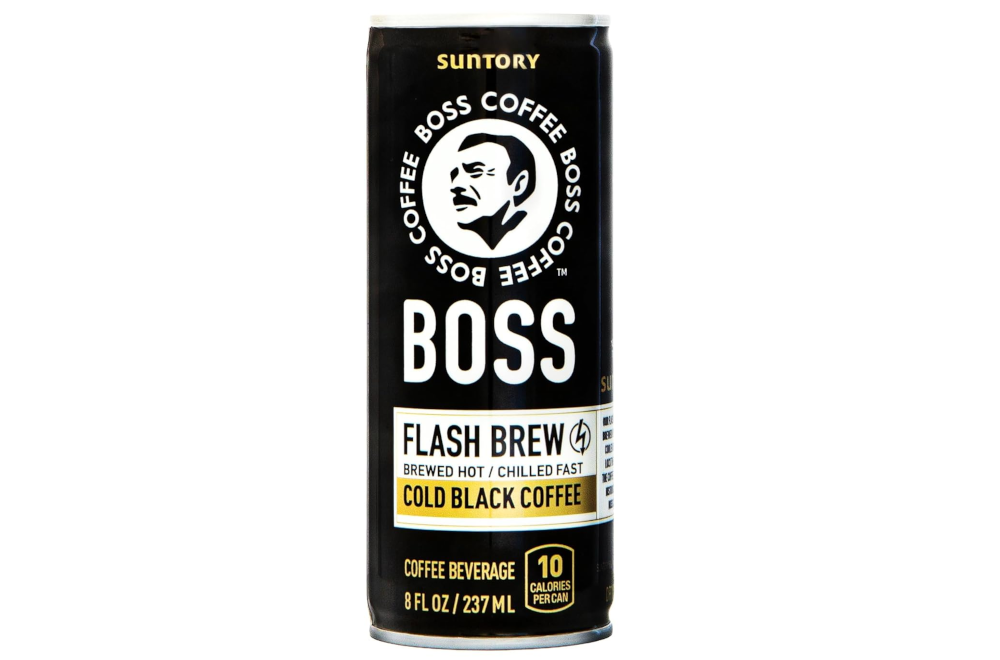 SUNTORY
BOSS COFFEE BOSS COFFEE BOSS COFFEE
TM
BOSS
FLASH BREW
BREWED HOT / CHILLED FAST
COLD BLACK COFFEE
COFFEE BEVERAGE
8 FL OZ / 237 ML
10
CALORIES
PER CAN